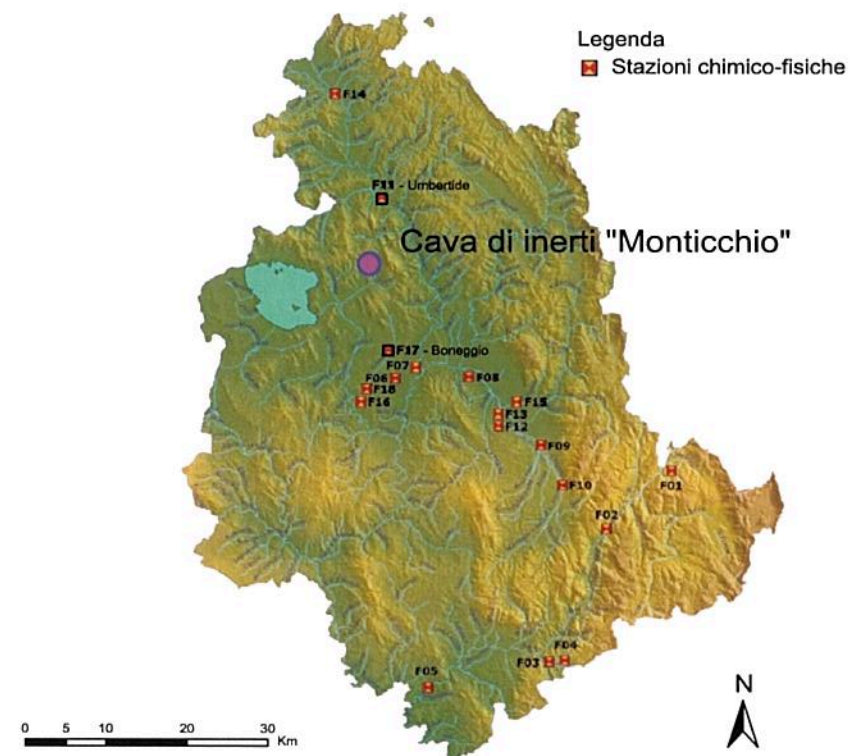 Legenda
Stazioni chimico-fisiche
F14
F11 - Umbertide
Cava di inerti "Monticchio"
F17 - Boneggio
F07
F06
F08
F18
F16
F15
F13
F12
F09
F10
F01
F02
F03
F04
F05
N
0 5 10 20 30
Km